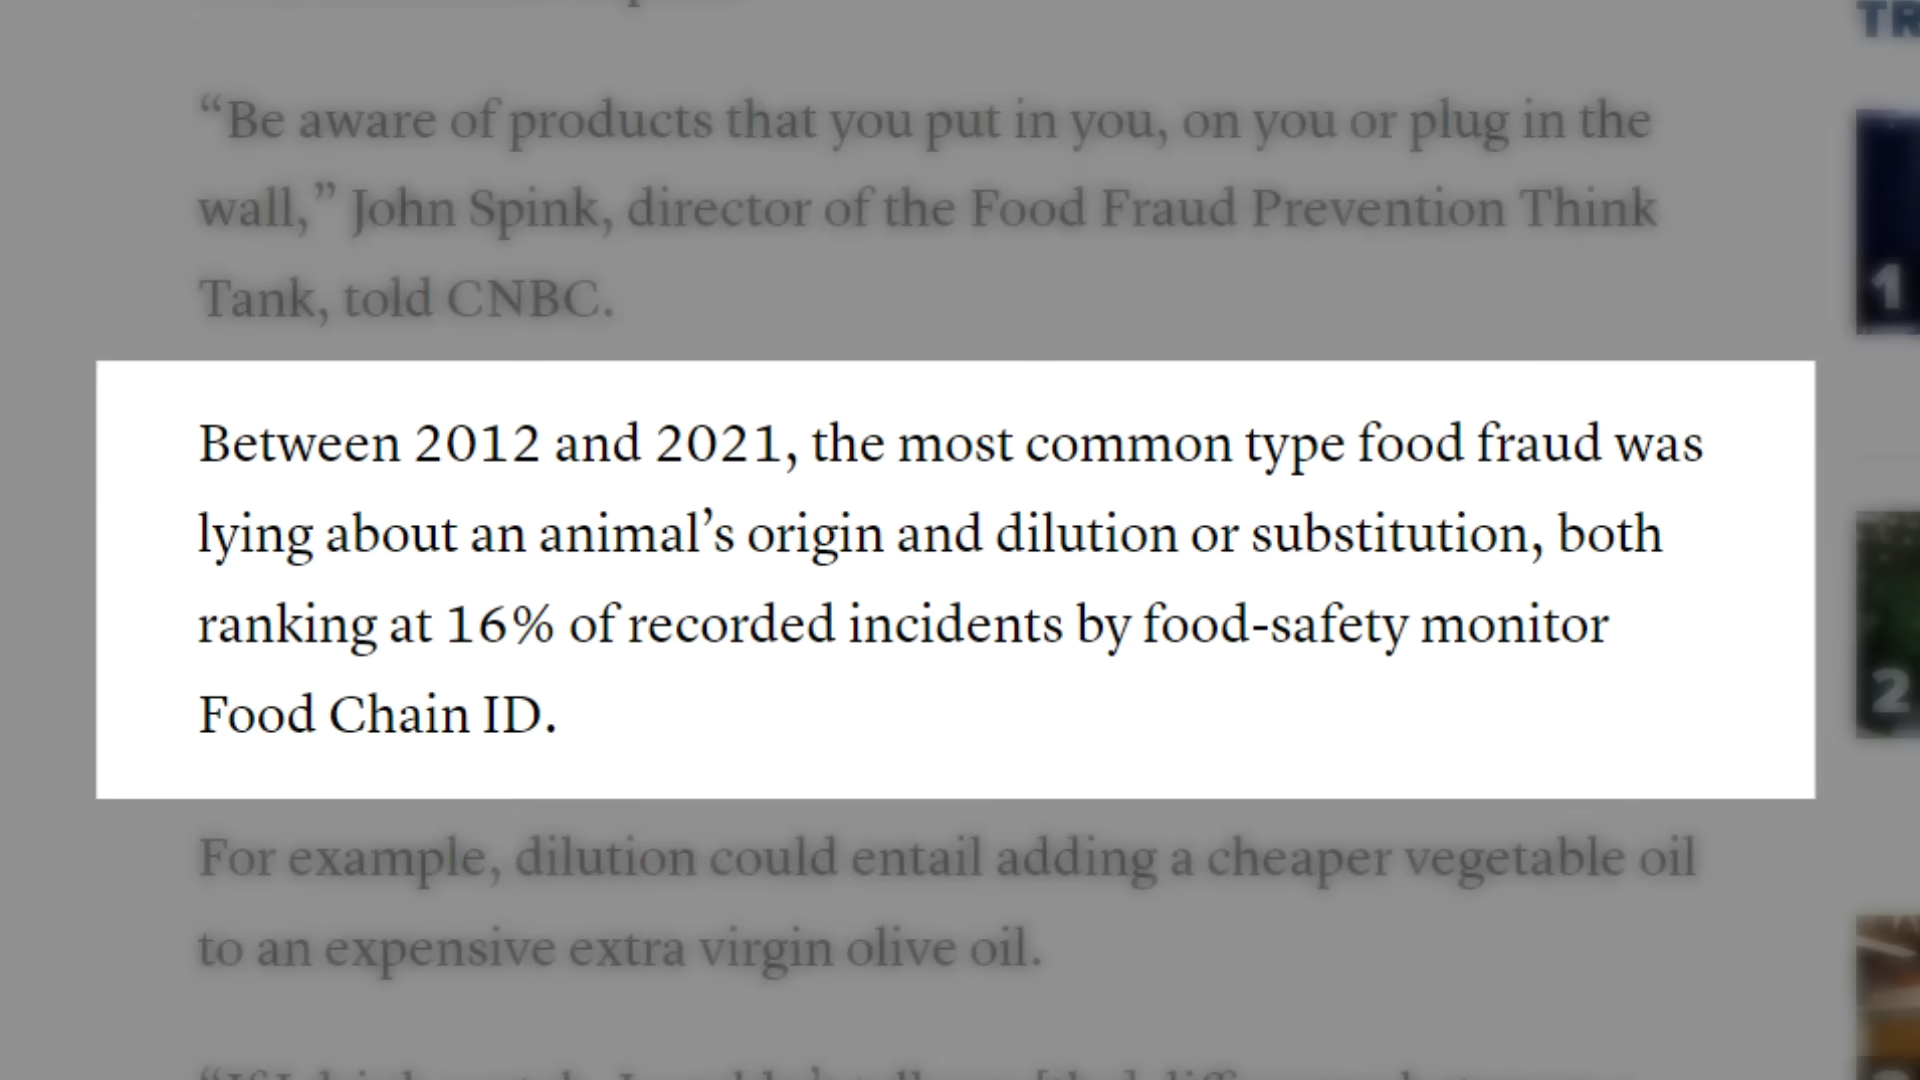 TR
“Be aware of products that you put in you, on you or plug in the
wall,” John Spink, director of the Food Fraud Prevention Think
Tank, told CNBC.
1
Between 2012 and 2021, the most common type food fraud was
lying about an animal’s origin and dilution or substitution, both
ranking at 16% of recorded incidents by food-safety monitor
Food Chain ID.
2
For example, dilution could entail adding a cheaper vegetable oil
to an expensive extra virgin olive oil.